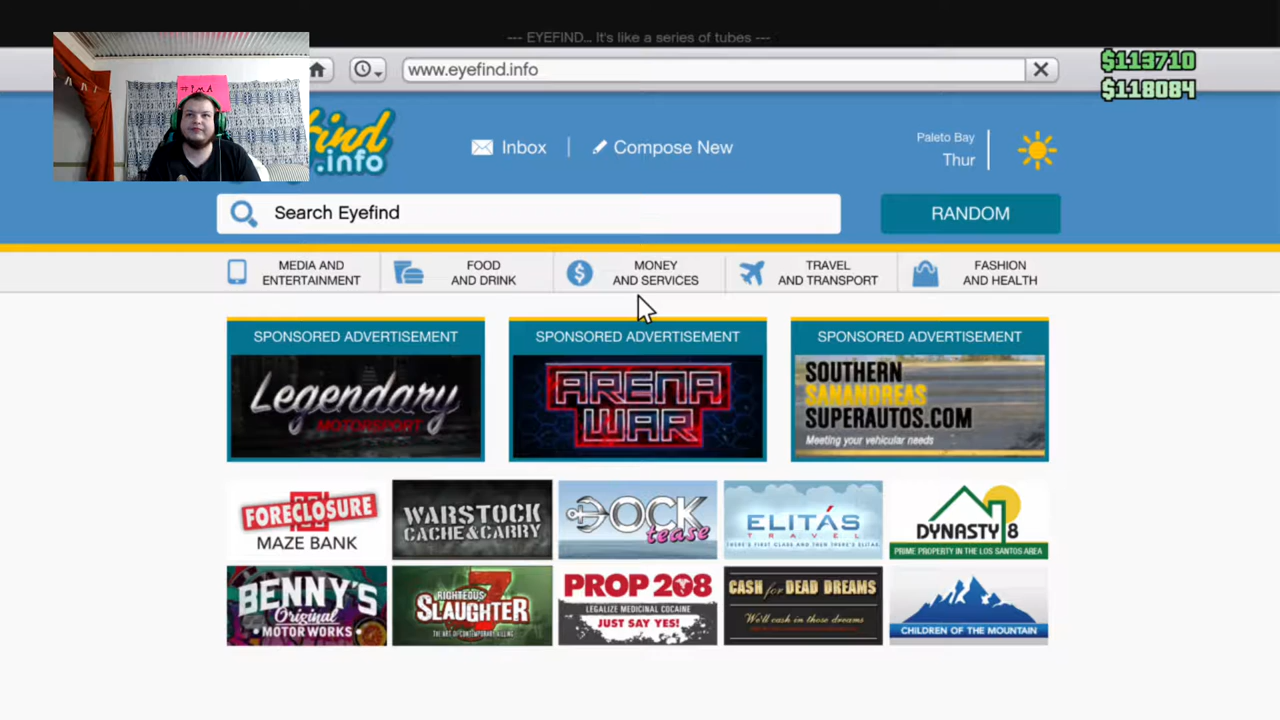 --- EYEFIND... It's like a series of tubes ---
www.eyefind.info
$113710
$118084
find
.info
Inbox
Compose New
Paleto Bay
Thur
Search Eyefind
RANDOM
MEDIA AND
ENTERTAINMENT
FOOD
AND DRINK
MONEY
AND SERVICES
TRAVEL
AND TRANSPORT
FASHION
AND HEALTH
SPONSORED ADVERTISEMENT
Legendary
MOTORSPORT
SPONSORED ADVERTISEMENT
ARENA
WAR
SPONSORED ADVERTISEMENT
SOUTHERN
SANANDREAS
SUPERAUTOS.COM
Meeting your vehicular needs
FORECLOSURE
MAZE BANK
WARSTOCK
CACHE&CARRY
DOCK
tease
ELITÁS
TRAVEL
THERE'S FIRST CLASS AND THEN THERE'S ELITAS
DYNASTY 8
PRIME PROPERTY IN THE LOS SANTOS AREA
BENNY'S
Original
MOTOR WORKS
RIGHTEOUS
SLAUGHTER
7
THE ART OF CONTEMPORARY KILLING
PROP 208
LEGALIZE MEDICINAL COCAINE
JUST SAY YES!
CASH for DEAD DREAMS
We'll cash in those dreams
CHILDREN OF THE MOUNTAIN